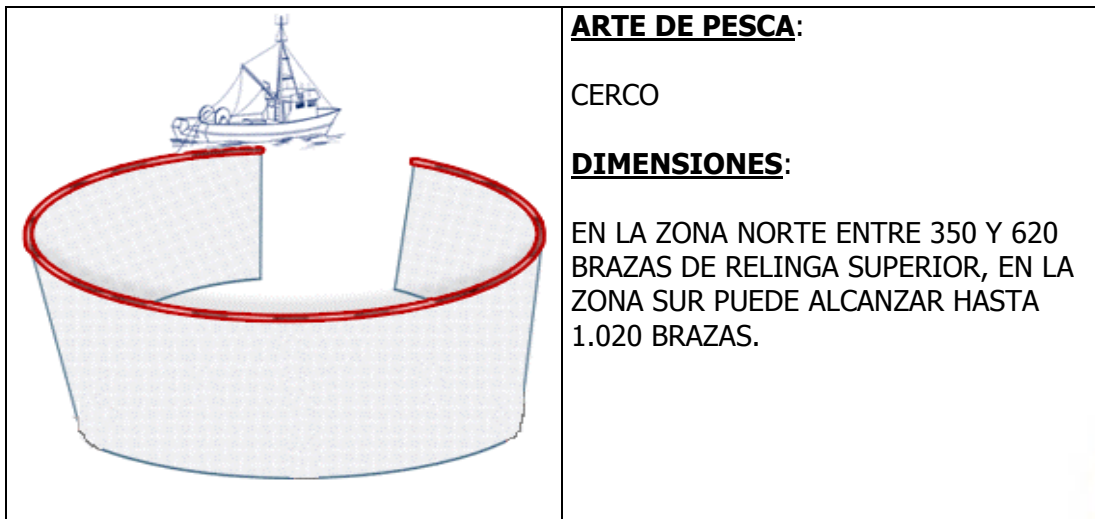 ARTE DE PESCA:
CERCO
DIMENSIONES:
EN LA ZONA NORTE ENTRE 350 Y 620
BRAZAS DE RELINGA SUPERIOR, EN LA
ZONA SUR PUEDE ALCANZAR HASTA
1.020 BRAZAS.